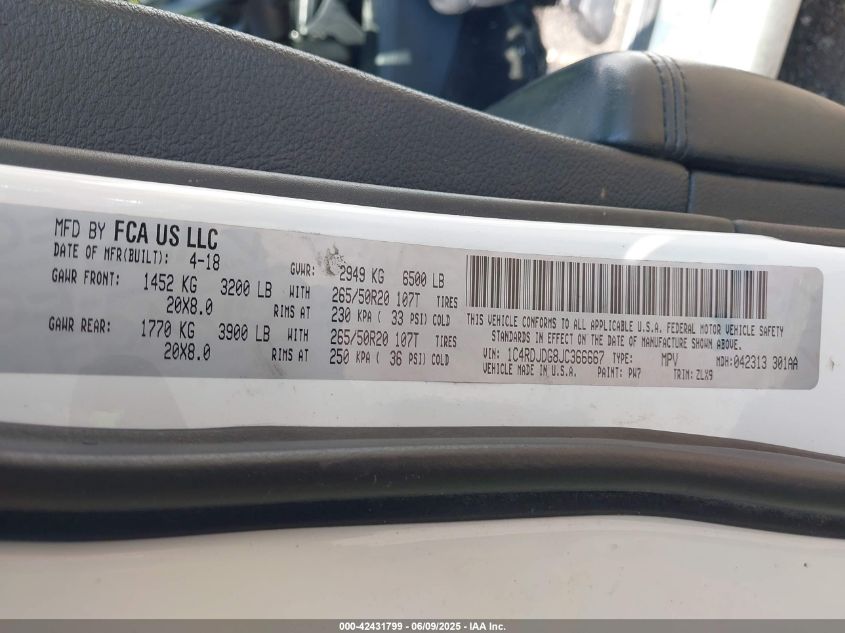 MFD BY FCA US LLC
DATE OF MFR(BUILT): 4-18
GVWR: 2949 KG 6500 LB
GAWR FRONT: 1452 KG 3200 LB WITH 265/50R20 107T TIRES
20X8.0 RIMS AT 230 KPA ( 33 PSI) COLD
GAWR REAR: 1770 KG 3900 LB WITH 265/50R20 107T TIRES
20X8.0 RIMS AT 250 KPA ( 36 PSI) COLD
THIS VEHICLE CONFORMS TO ALL APPLICABLE U.S.A. FEDERAL MOTOR VEHICLE SAFETY
STANDARDS IN EFFECT ON THE DATE OF MANUFACTURE SHOWN ABOVE.
VIN: 1C4RDJDG8JC366667 TYPE: MPV MDH: 042313 301AA
VEHICLE MADE IN U.S.A. PAINT: PW7 TRIM: ZLX9
000-42431799 - 06/09/2025 - IAA Inc.